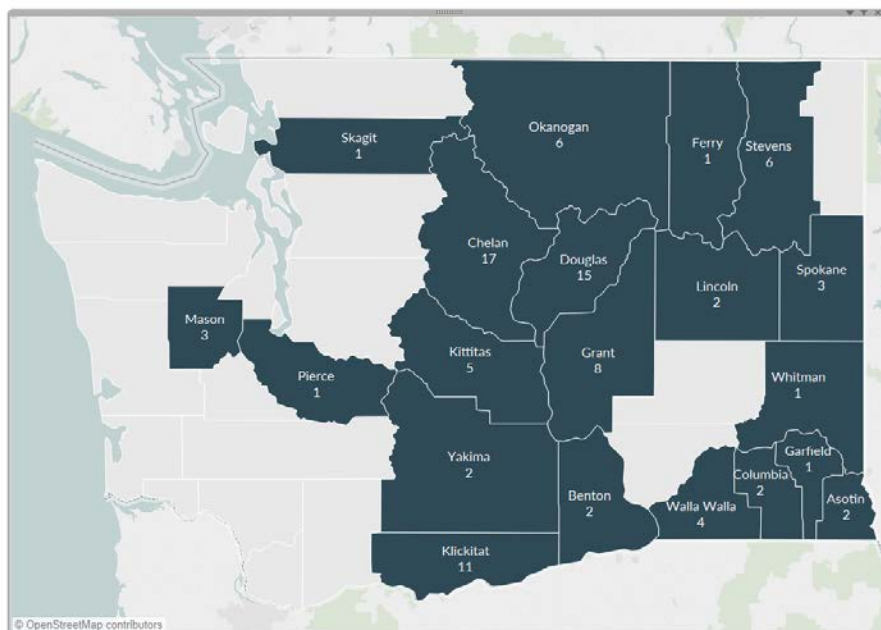 Skagit
1
Okanogan
6
Ferry
1
Stevens
6
Chelan
17
Douglas
15
Lincoln
2
Spokane
3
Mason
3
Kittitas
5
Grant
8
Pierce
1
Whitman
1
Yakima
2
Garfield
1
Columbia
2
Benton
2
Walla Walla
4
Asotin
2
Klickitat
11
© OpenStreetMap contributors